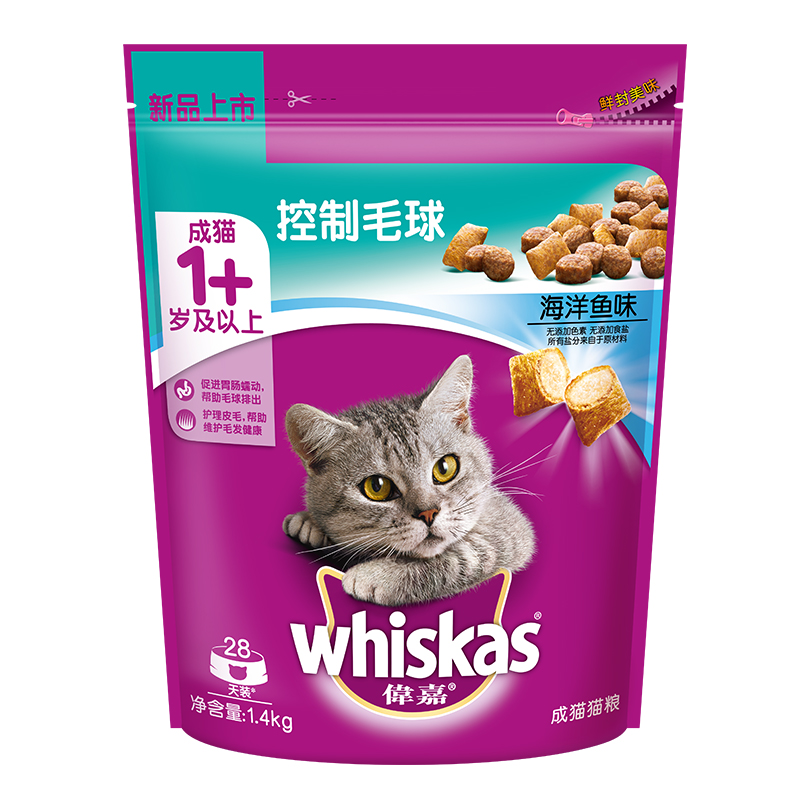 新品上市
鲜封美味
控制毛球
成猫
1+
岁及以上
海洋鱼味
无添加色素 无添加食盐
所有盐分来自于原材料
促进胃肠蠕动,
帮助毛球排出
护理皮毛,帮助
维护毛发健康
whiskas®
偉嘉®
28
天装*
净含量:1.4kg
成猫猫粮